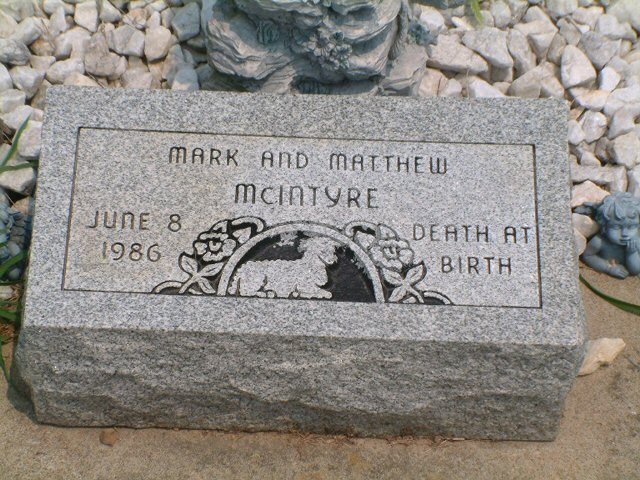 MARK AND MATTHEW
MCINTYRE
JUNE 8
1986
DEATH AT
BIRTH